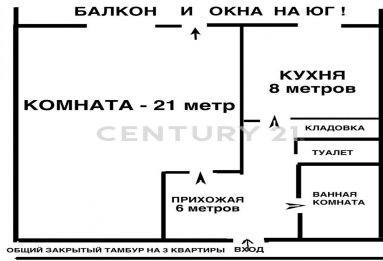 БАЛКОН И ОКНА НА ЮГ !
КУХНЯ
8 метров
КОМНАТА - 21 метр
CENTURY 21
КЛАДОВКА
ТУАЛЕТ
ПРИХОЖАЯ
6 метров
ВАННАЯ
КОМНАТА
ОБЩИЙ ЗАКРЫТЫЙ ТАМБУР НА 3 КВАРТИРЫ ВХОД